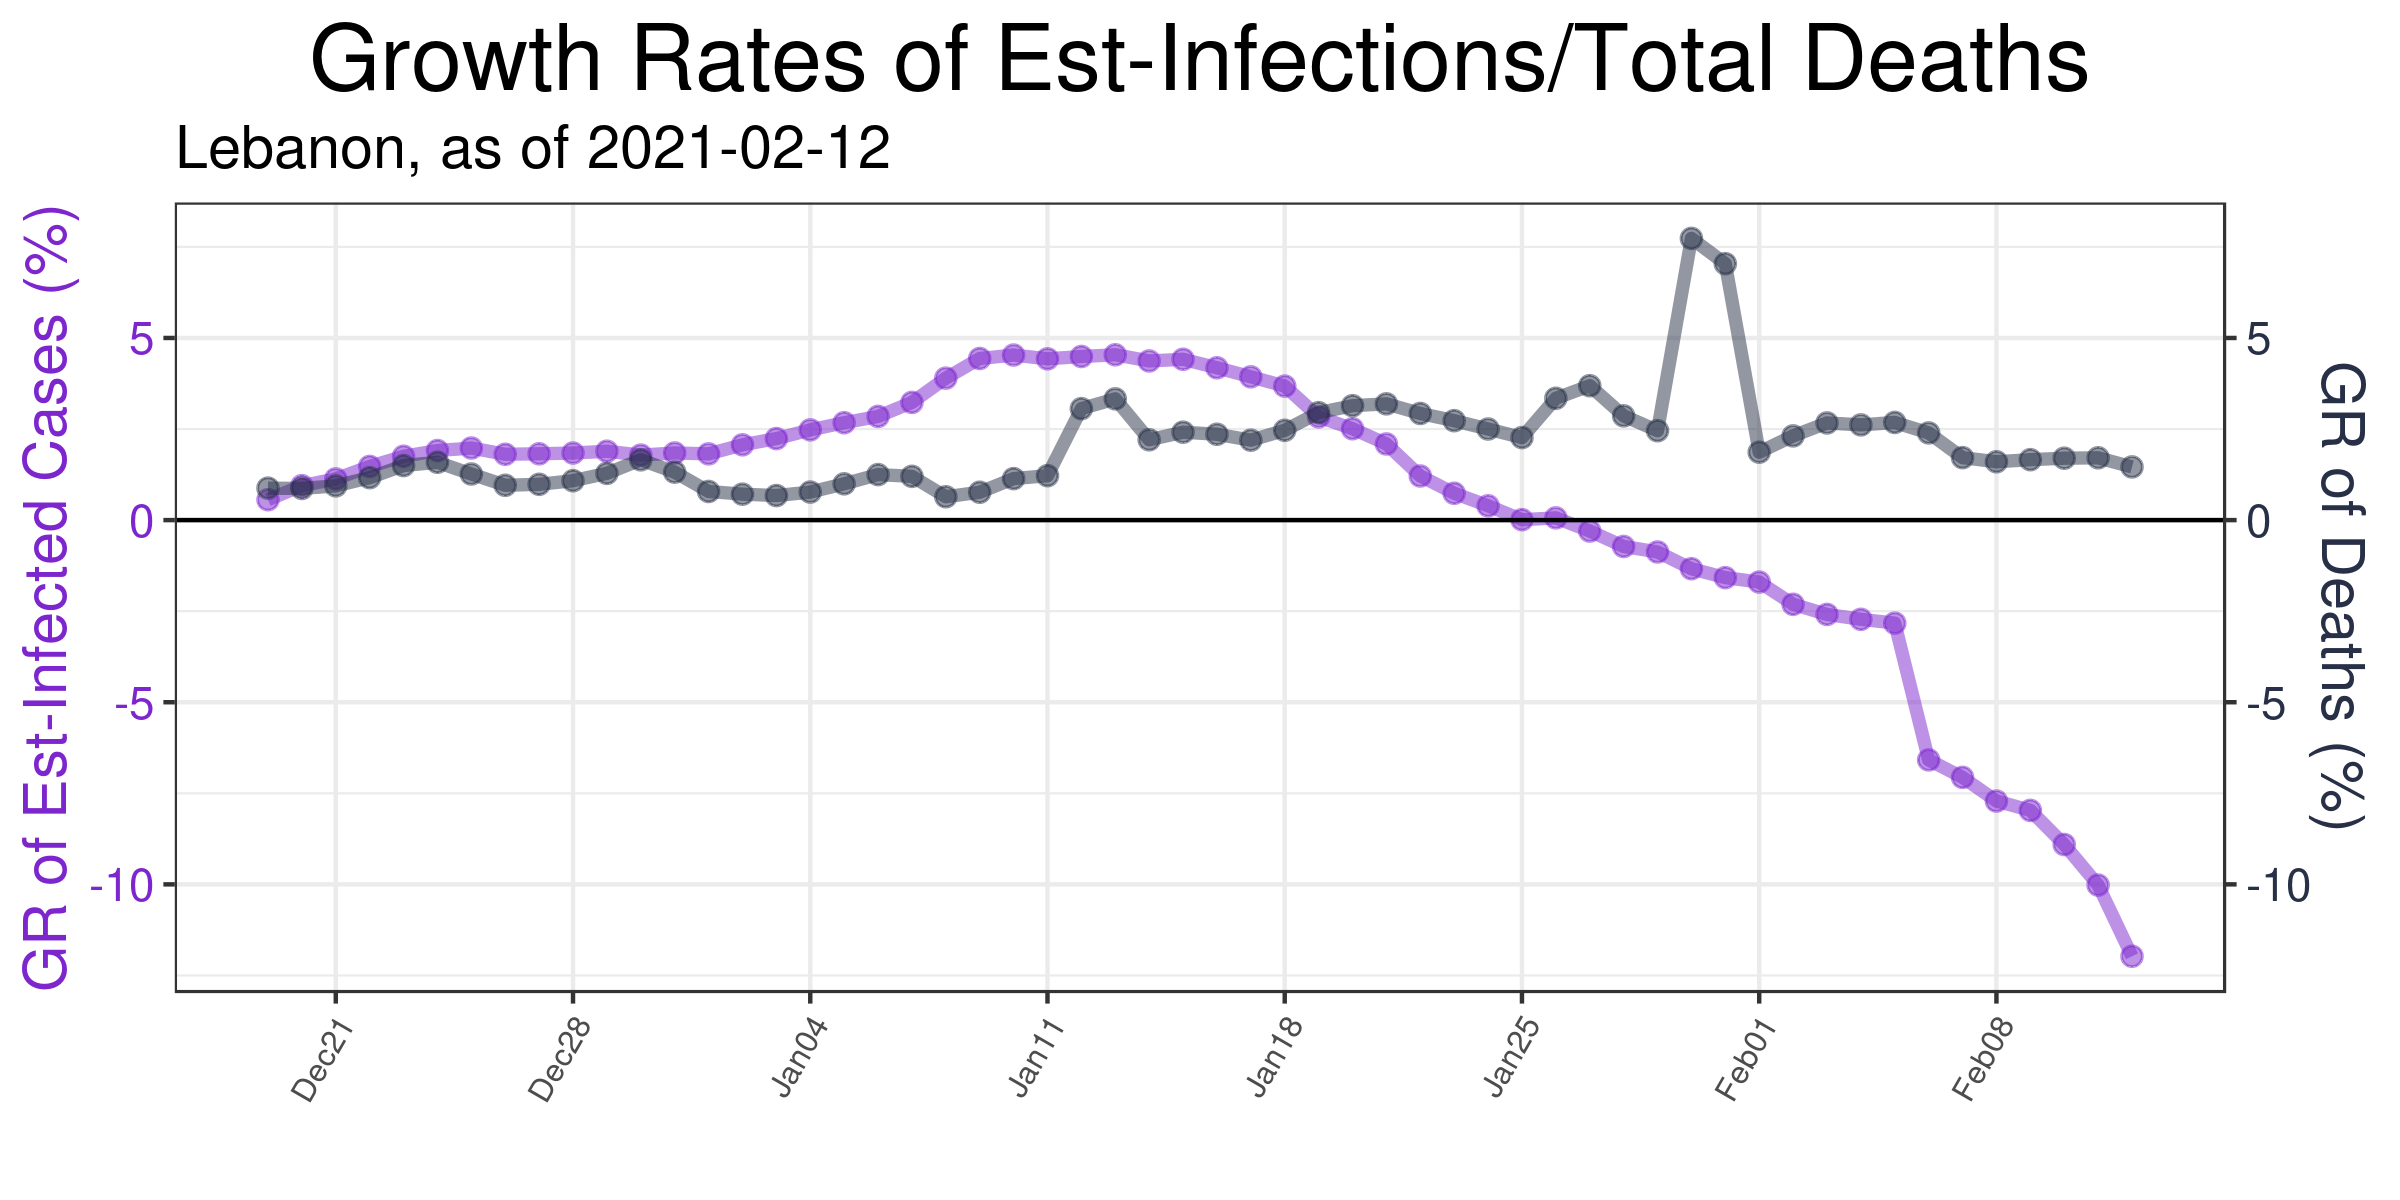 Growth Rates of Est-Infections/Total Deaths
Lebanon, as of 2021-02-12
GR of Est-Infected Cases (%)
5
0
-5
-10
5
0
-5
-10
GR of Deaths (%)
Dec21
Dec28
Jan04
Jan11
Jan18
Jan25
Feb01
Feb08